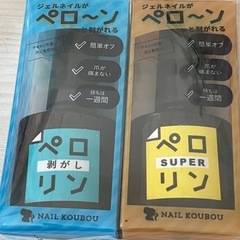 ジェルネイルが
ペロ〜ンと剥がれる
簡単オフ
爪が
痛まない
持ちは
一週間
ペロ
剥がし
リン
NAIL KOUBOU
ジェルネイルが
ペロ〜ン
と剥がれる
簡単オフ
爪が
痛まない
持ちは
一週間
ペロ
SUPER
リン
NAIL KOUBOU